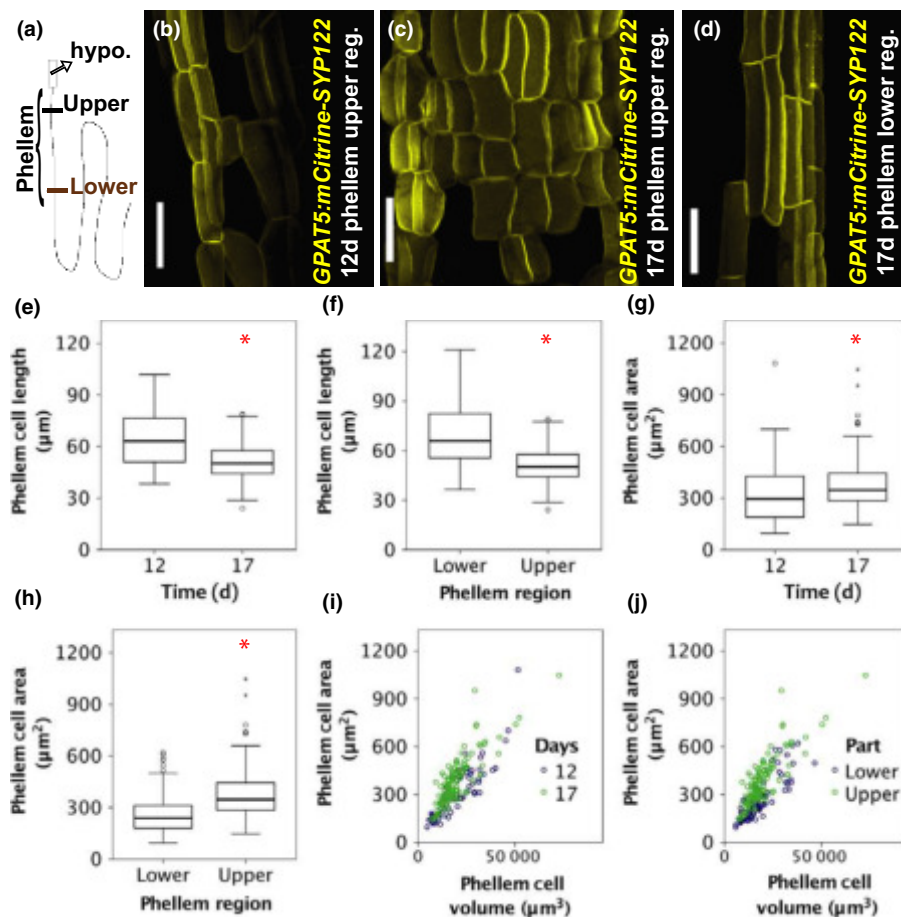 (a)
hypo.
Upper
Phellem
Lower
(b)
GPAT5:mCitrine-SYP122
12d phellem upper reg.
(c)
GPAT5:mCitrine-SYP122
17d phellem upper reg.
(d)
GPAT5:mCitrine-SYP122
17d phellem lower reg.
(e)
Phellem cell length
(µm)
120
90
60
30
0
*
12 17
Time (d)
(f)
Phellem cell length
(µm)
120
90
60
30
0
*
Lower Upper
Phellem region
(g)
Phellem cell area
(µm²)
1200
900
600
300
0
*
12 17
Time (d)
(h)
Phellem cell area
(µm²)
1200
900
600
300
0
*
Lower Upper
Phellem region
(i)
Phellem cell area
(µm²)
1200
900
600
300
0
Days
12
17
0 50 000
Phellem cell
volume (µm³)
(j)
Phellem cell area
(µm²)
1200
900
600
300
0
Part
Lower
Upper
0 50 000
Phellem cell
volume (µm³)